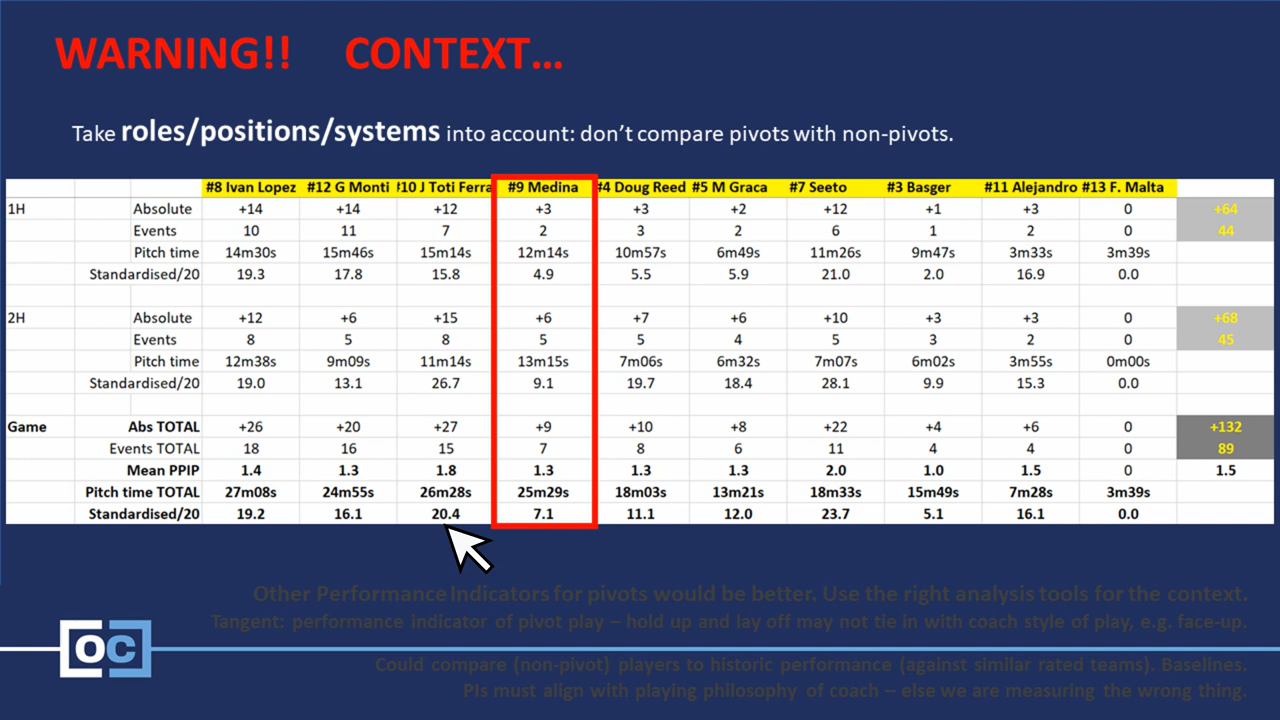 WARNING!! CONTEXT...
Take roles/positions/systems into account: don't compare pivots with non-pivots.
#8 Ivan Lopez #12 G Monti #10 J Toti Ferra #9 Medina #4 Doug Reed #5 M Graca #7 Seeto #3 Basger #11 Alejandro #13 F. Malta
1H Absolute +14 +14 +12 +3 +3 +2 +12 +1 +3 0 +64
Events 10 11 7 2 3 2 6 1 2 0 44
Pitch time 14m30s 15m46s 15m14s 12m14s 10m57s 6m49s 11m26s 9m47s 3m33s 3m39s
Standardised/20 19.3 17.8 15.8 4.9 5.5 5.9 21.0 2.0 16.9 0.0
2H Absolute +12 +6 +15 +6 +7 +6 +10 +3 +3 0 +68
Events 8 5 8 5 5 4 5 3 2 0 45
Pitch time 12m38s 9m09s 11m14s 13m15s 7m06s 6m32s 7m07s 6m02s 3m55s 0m00s
Standardised/20 19.0 13.1 26.7 9.1 19.7 18.4 28.1 9.9 15.3 0.0
Game Abs TOTAL +26 +20 +27 +9 +10 +8 +22 +4 +6 0 +132
Events TOTAL 18 16 15 7 8 6 11 4 4 0 89
Mean PPIP 1.4 1.3 1.8 1.3 1.3 1.3 2.0 1.0 1.5 0 1.5
Pitch time TOTAL 27m08s 24m55s 26m28s 25m29s 18m03s 13m21s 18m33s 15m49s 7m28s 3m39s
Standardised/20 19.2 16.1 20.4 7.1 11.1 12.0 23.7 5.1 16.1 0.0
Other Performance Indicators for pivots would be better. Use the right analysis tools for the context.
Tangent: performance indicator of pivot play – hold up and lay off may not tie in with coach style of play, e.g. face-up.
Could compare (non-pivot) players to historic performance (against similar rated teams). Baselines.
PIs must align with playing philosophy of coach – else we are measuring the wrong thing.
OC